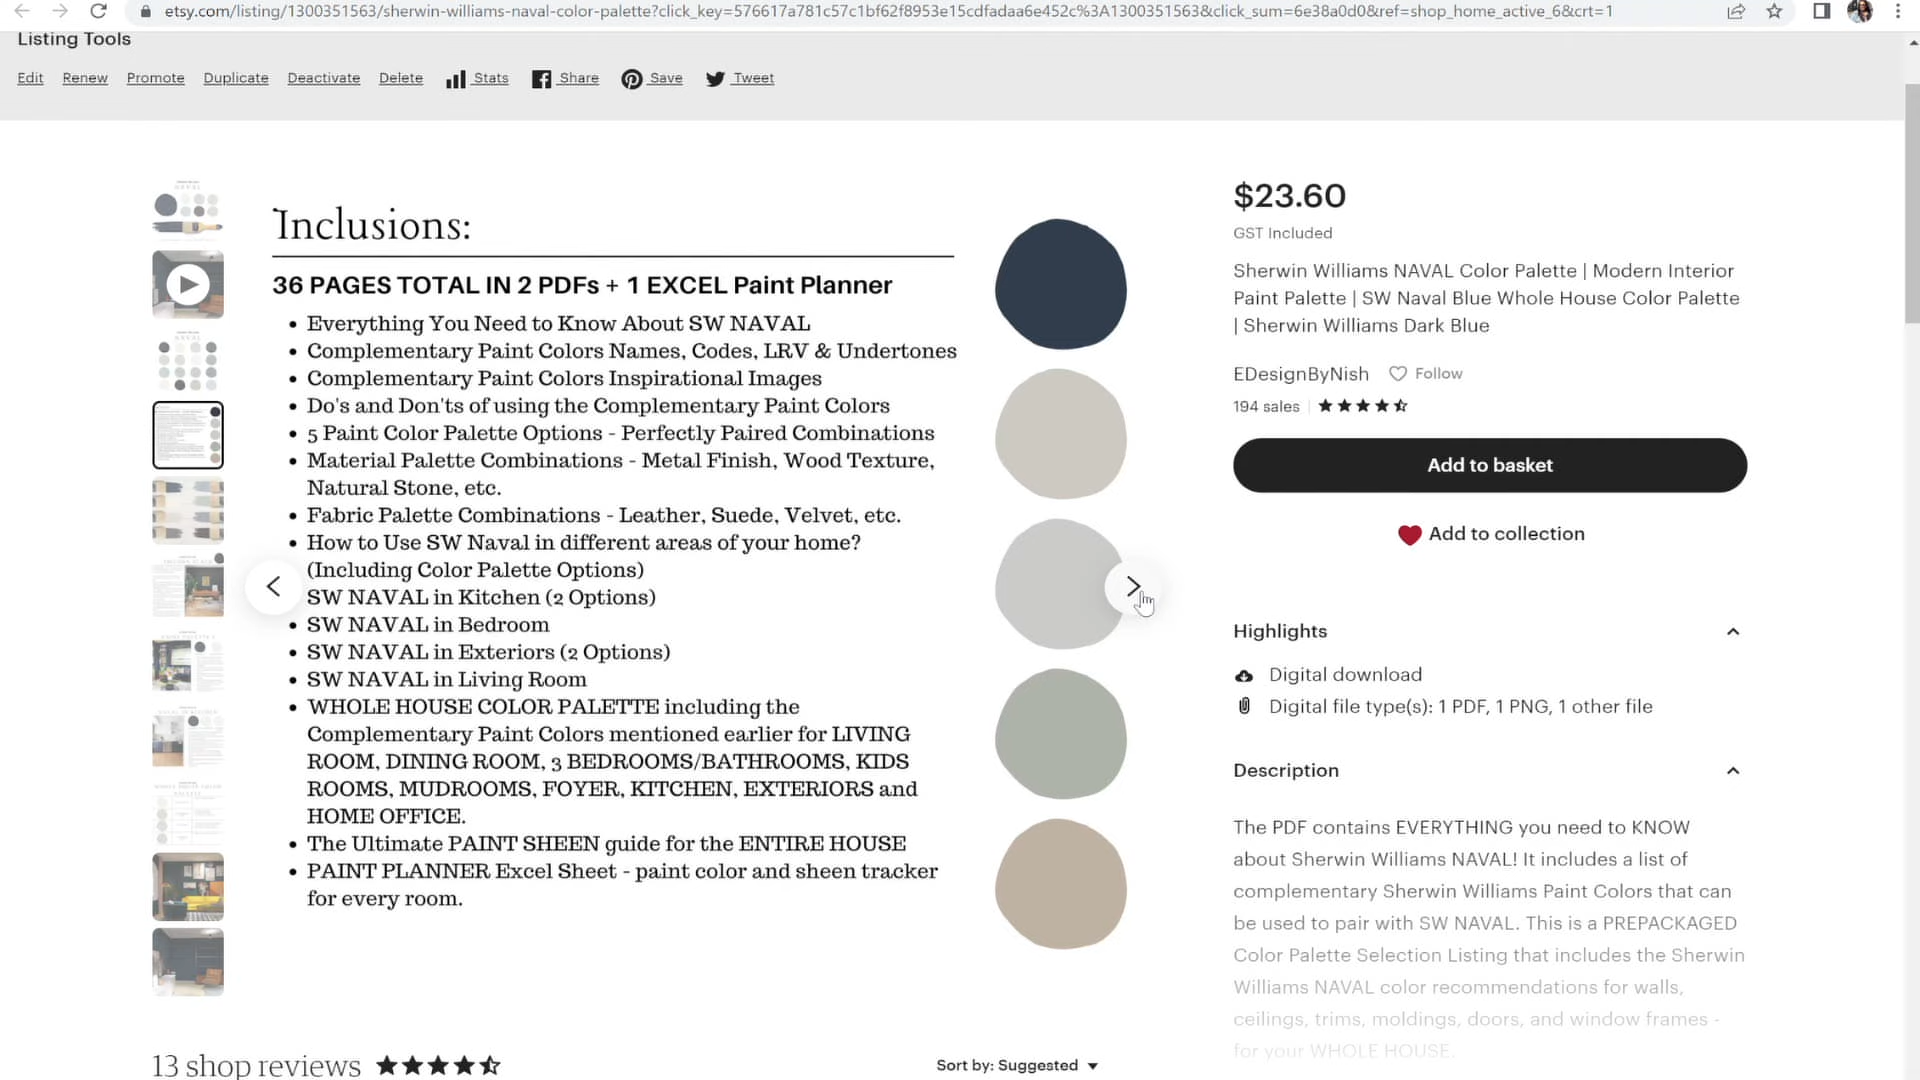 etsy.com/listing/1300351563/sherwin-williams-naval-color-palette?click_key=576617a781c57c1bf62f8953e15cdfadaa6e452c%3A1300351563&click_sum=6e38a0d0&ref=shop_home_active_6&crt=1
Listing Tools
Edit Renew Promote Duplicate Deactivate Delete Stats Share Save Tweet
Inclusions:
36 PAGES TOTAL IN 2 PDFs + 1 EXCEL Paint Planner
• Everything You Need to Know About SW NAVAL
• Complementary Paint Colors Names, Codes, LRV & Undertones
• Complementary Paint Colors Inspirational Images
• Do's and Don'ts of using the Complementary Paint Colors
• 5 Paint Color Palette Options - Perfectly Paired Combinations
• Material Palette Combinations - Metal Finish, Wood Texture,
Natural Stone, etc.
• Fabric Palette Combinations - Leather, Suede, Velvet, etc.
• How to Use SW Naval in different areas of your home?
(Including Color Palette Options)
SW NAVAL in Kitchen (2 Options)
• SW NAVAL in Bedroom
• SW NAVAL in Exteriors (2 Options)
• SW NAVAL in Living Room
• WHOLE HOUSE COLOR PALETTE including the
Complementary Paint Colors mentioned earlier for LIVING
ROOM, DINING ROOM, 3 BEDROOMS/BATHROOMS, KIDS
ROOMS, MUDROOMS, FOYER, KITCHEN, EXTERIORS and
HOME OFFICE.
• The Ultimate PAINT SHEEN guide for the ENTIRE HOUSE
• PAINT PLANNER Excel Sheet - paint color and sheen tracker
for every room.
13 shop reviews
Sort by: Suggested
$23.60
GST Included
Sherwin Williams NAVAL Color Palette | Modern Interior
Paint Palette | SW Naval Blue Whole House Color Palette
| Sherwin Williams Dark Blue
EDesignByNish Follow
194 sales
Add to basket
Add to collection
Highlights
Digital download
Digital file type(s): 1 PDF, 1 PNG, 1 other file
Description
The PDF contains EVERYTHING you need to KNOW
about Sherwin Williams NAVAL! It includes a list of
complementary Sherwin Williams Paint Colors that can
be used to pair with SW NAVAL. This is a PREPACKAGED
Color Palette Selection Listing that includes the Sherwin
Williams NAVAL color recommendations for walls,
ceilings, trims, moldings, doors, and window frames -
for your WHOLE HOUSE.